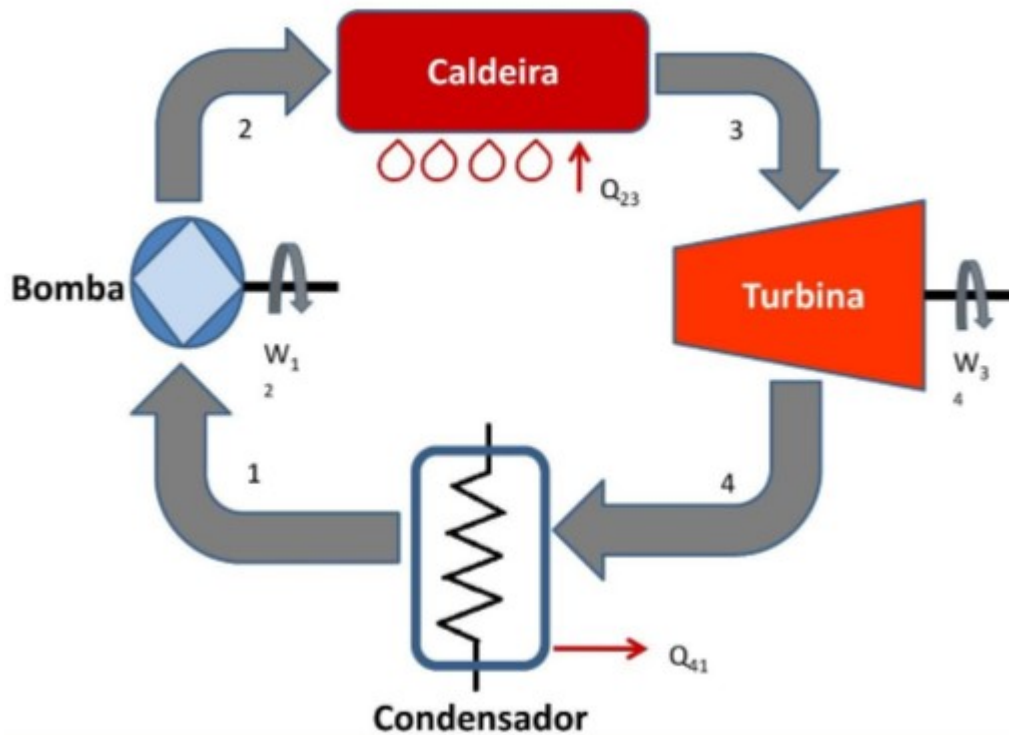 Caldeira
2
3
Q23
Bomba
Turbina
W1
2
W3
4
1
4
Q41
Condensador